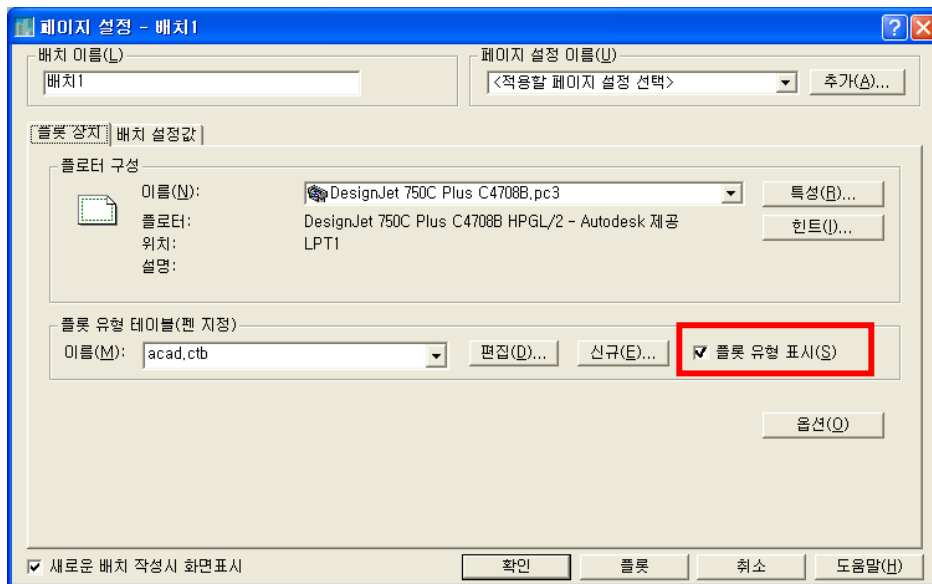 페이지 설정 - 배치1
배치 이름(L)
배치1
페이지 설정 이름(U)
<적용할 페이지 설정 선택>
추가(A)...
플롯 장치
배치 설정값
플로터 구성
이름(N):
DesignJet 750C Plus C4708B.pc3
특성(R)...
플로터:
DesignJet 750C Plus C4708B HPGL/2 - Autodesk 제공
힌트(I)...
위치:
LPT1
설명:
플롯 유형 테이블(펜 지정)
이름(M):
acad.ctb
편집(D)...
신규(E)...
플롯 유형 표시(S)
옵션(O)
새로운 배치 작성시 화면표시
확인
플롯
취소
도움말(H)